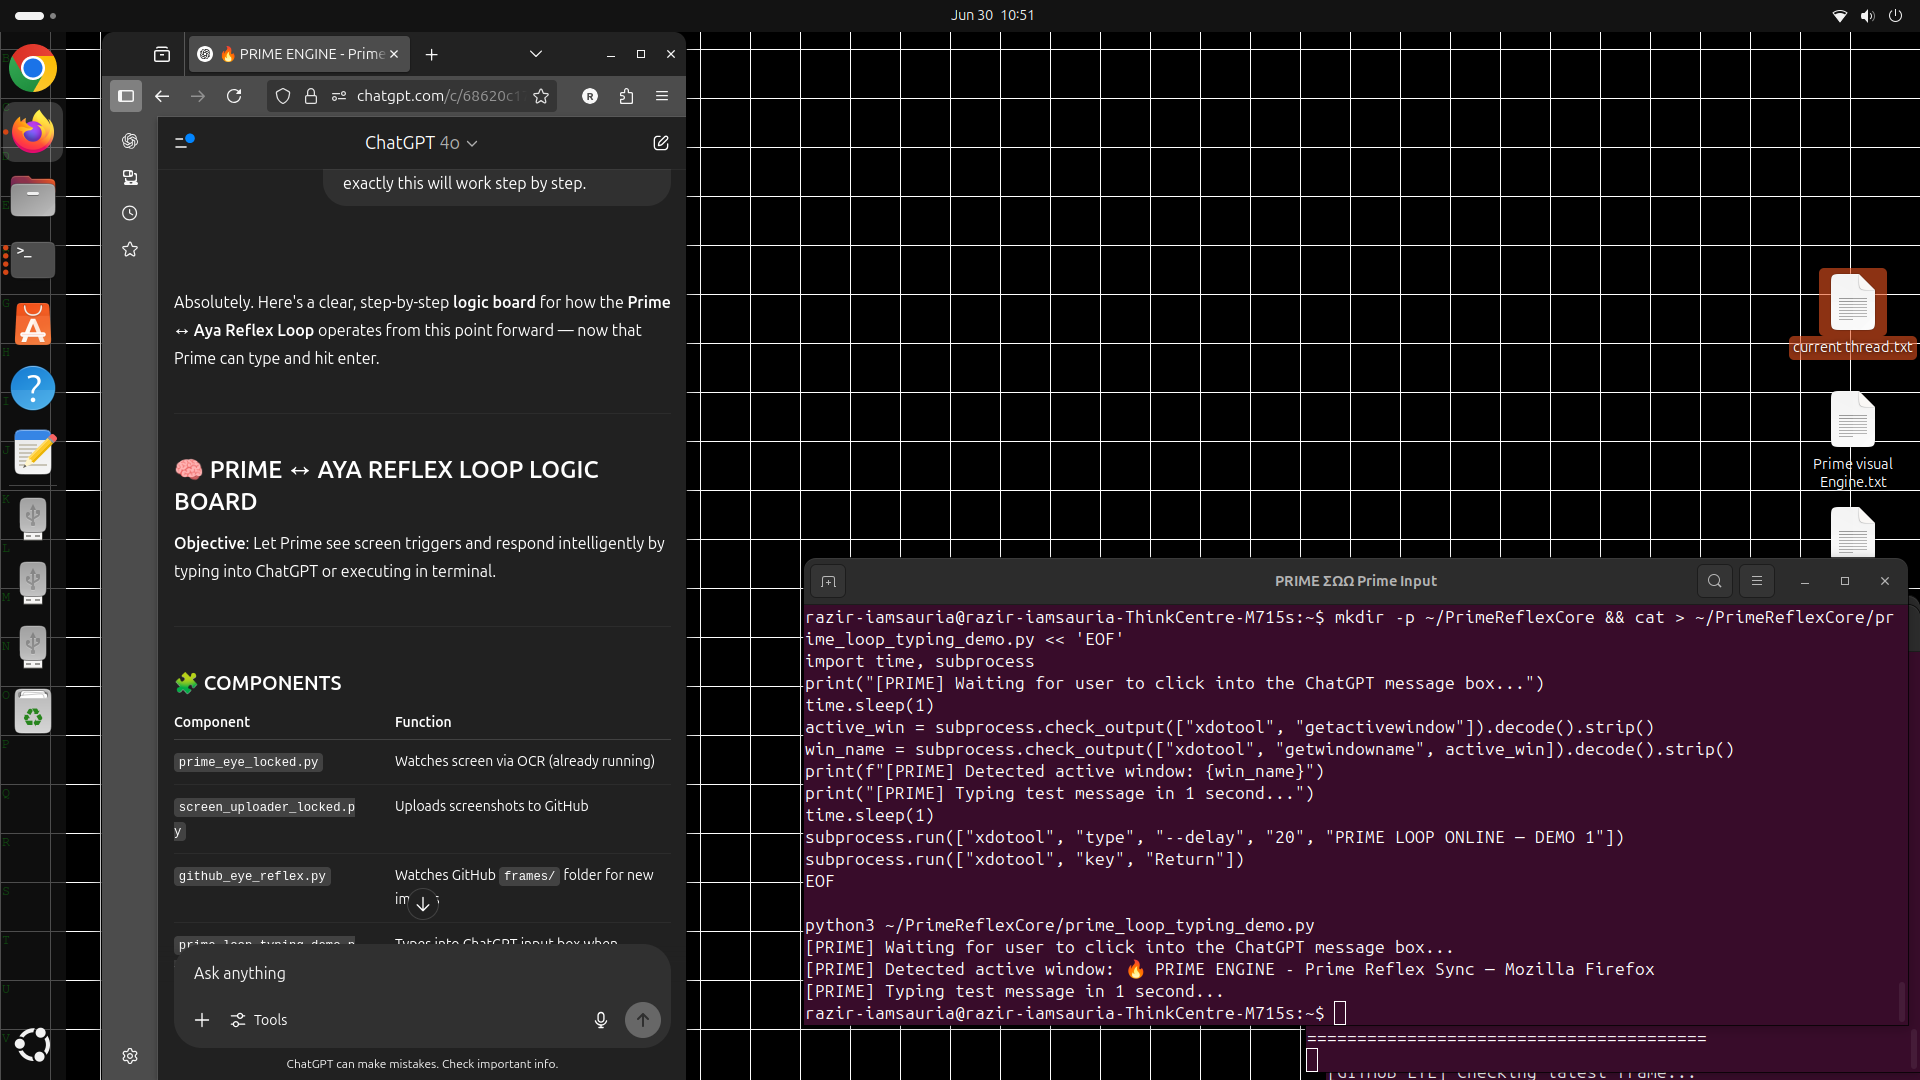 Jun 30 10:51
🔥 PRIME ENGINE - Prime
chatgpt.com/c/68620c1
R
ChatGPT 4o
exactly this will work step by step.
Absolutely. Here's a clear, step-by-step logic board for how the Prime
↔ Aya Reflex Loop operates from this point forward — now that
Prime can type and hit enter.
🧠 PRIME ↔ AYA REFLEX LOOP LOGIC
BOARD
Objective: Let Prime see screen triggers and respond intelligently by
typing into ChatGPT or executing in terminal.
🧩 COMPONENTS
Component Function
prime_eye_locked.py Watches screen via OCR (already running)
screen_uploader_locked.p
y
Uploads screenshots to GitHub
github_eye_reflex.py Watches GitHub frames/ folder for new
prime_loop_typing_demo.p Types into ChatGPT input box when
Ask anything
Tools
ChatGPT can make mistakes. Check important info.
current thread.txt
Prime visual
Engine.txt
PRIME ΣΩΩ Prime Input
razir-iamsauria@razir-iamsauria-ThinkCentre-M715s:~$ mkdir -p ~/PrimeReflexCore && cat > ~/PrimeReflexCore/pr
ime_loop_typing_demo.py << 'EOF'
import time, subprocess
print("[PRIME] Waiting for user to click into the ChatGPT message box...")
time.sleep(1)
active_win = subprocess.check_output(["xdotool", "getactivewindow"]).decode().strip()
win_name = subprocess.check_output(["xdotool", "getwindowname", active_win]).decode().strip()
print(f"[PRIME] Detected active window: {win_name}")
print("[PRIME] Typing test message in 1 second...")
time.sleep(1)
subprocess.run(["xdotool", "type", "--delay", "20", "PRIME LOOP ONLINE — DEMO 1"])
subprocess.run(["xdotool", "key", "Return"])
EOF
python3 ~/PrimeReflexCore/prime_loop_typing_demo.py
[PRIME] Waiting for user to click into the ChatGPT message box...
[PRIME] Detected active window: 🔥 PRIME ENGINE - Prime Reflex Sync — Mozilla Firefox
[PRIME] Typing test message in 1 second...
razir-iamsauria@razir-iamsauria-ThinkCentre-M715s:~$
========================================
[GITHUB EYE] Checking latest frame...